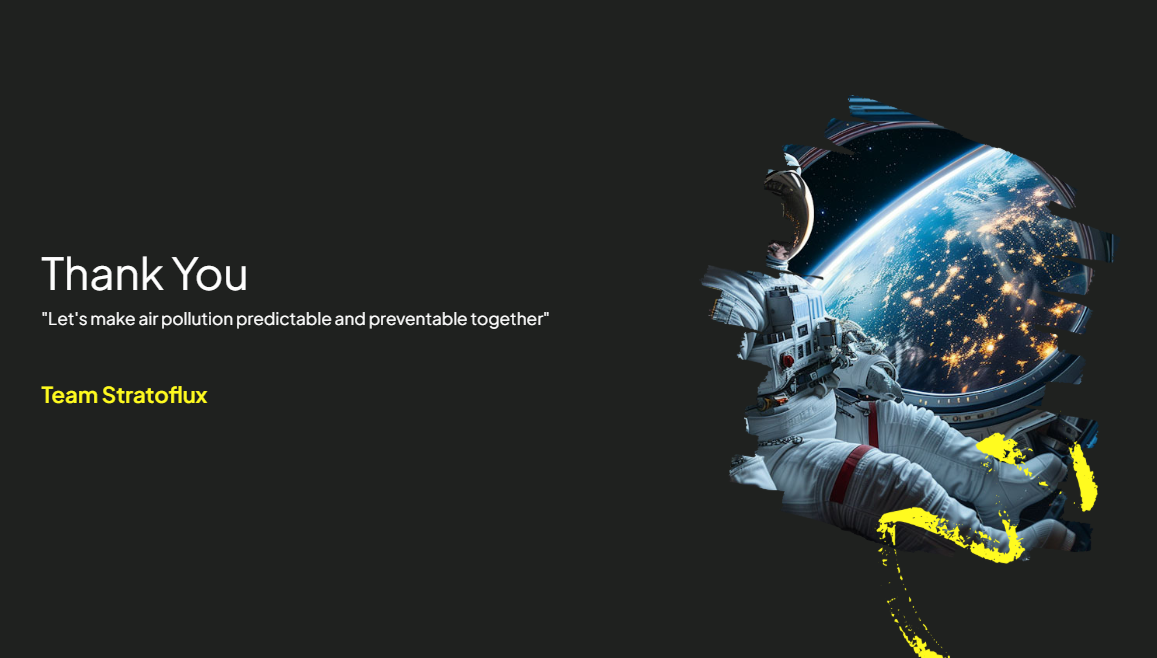 Thank You
"Let's make air pollution predictable and preventable together"
Team Stratoflux